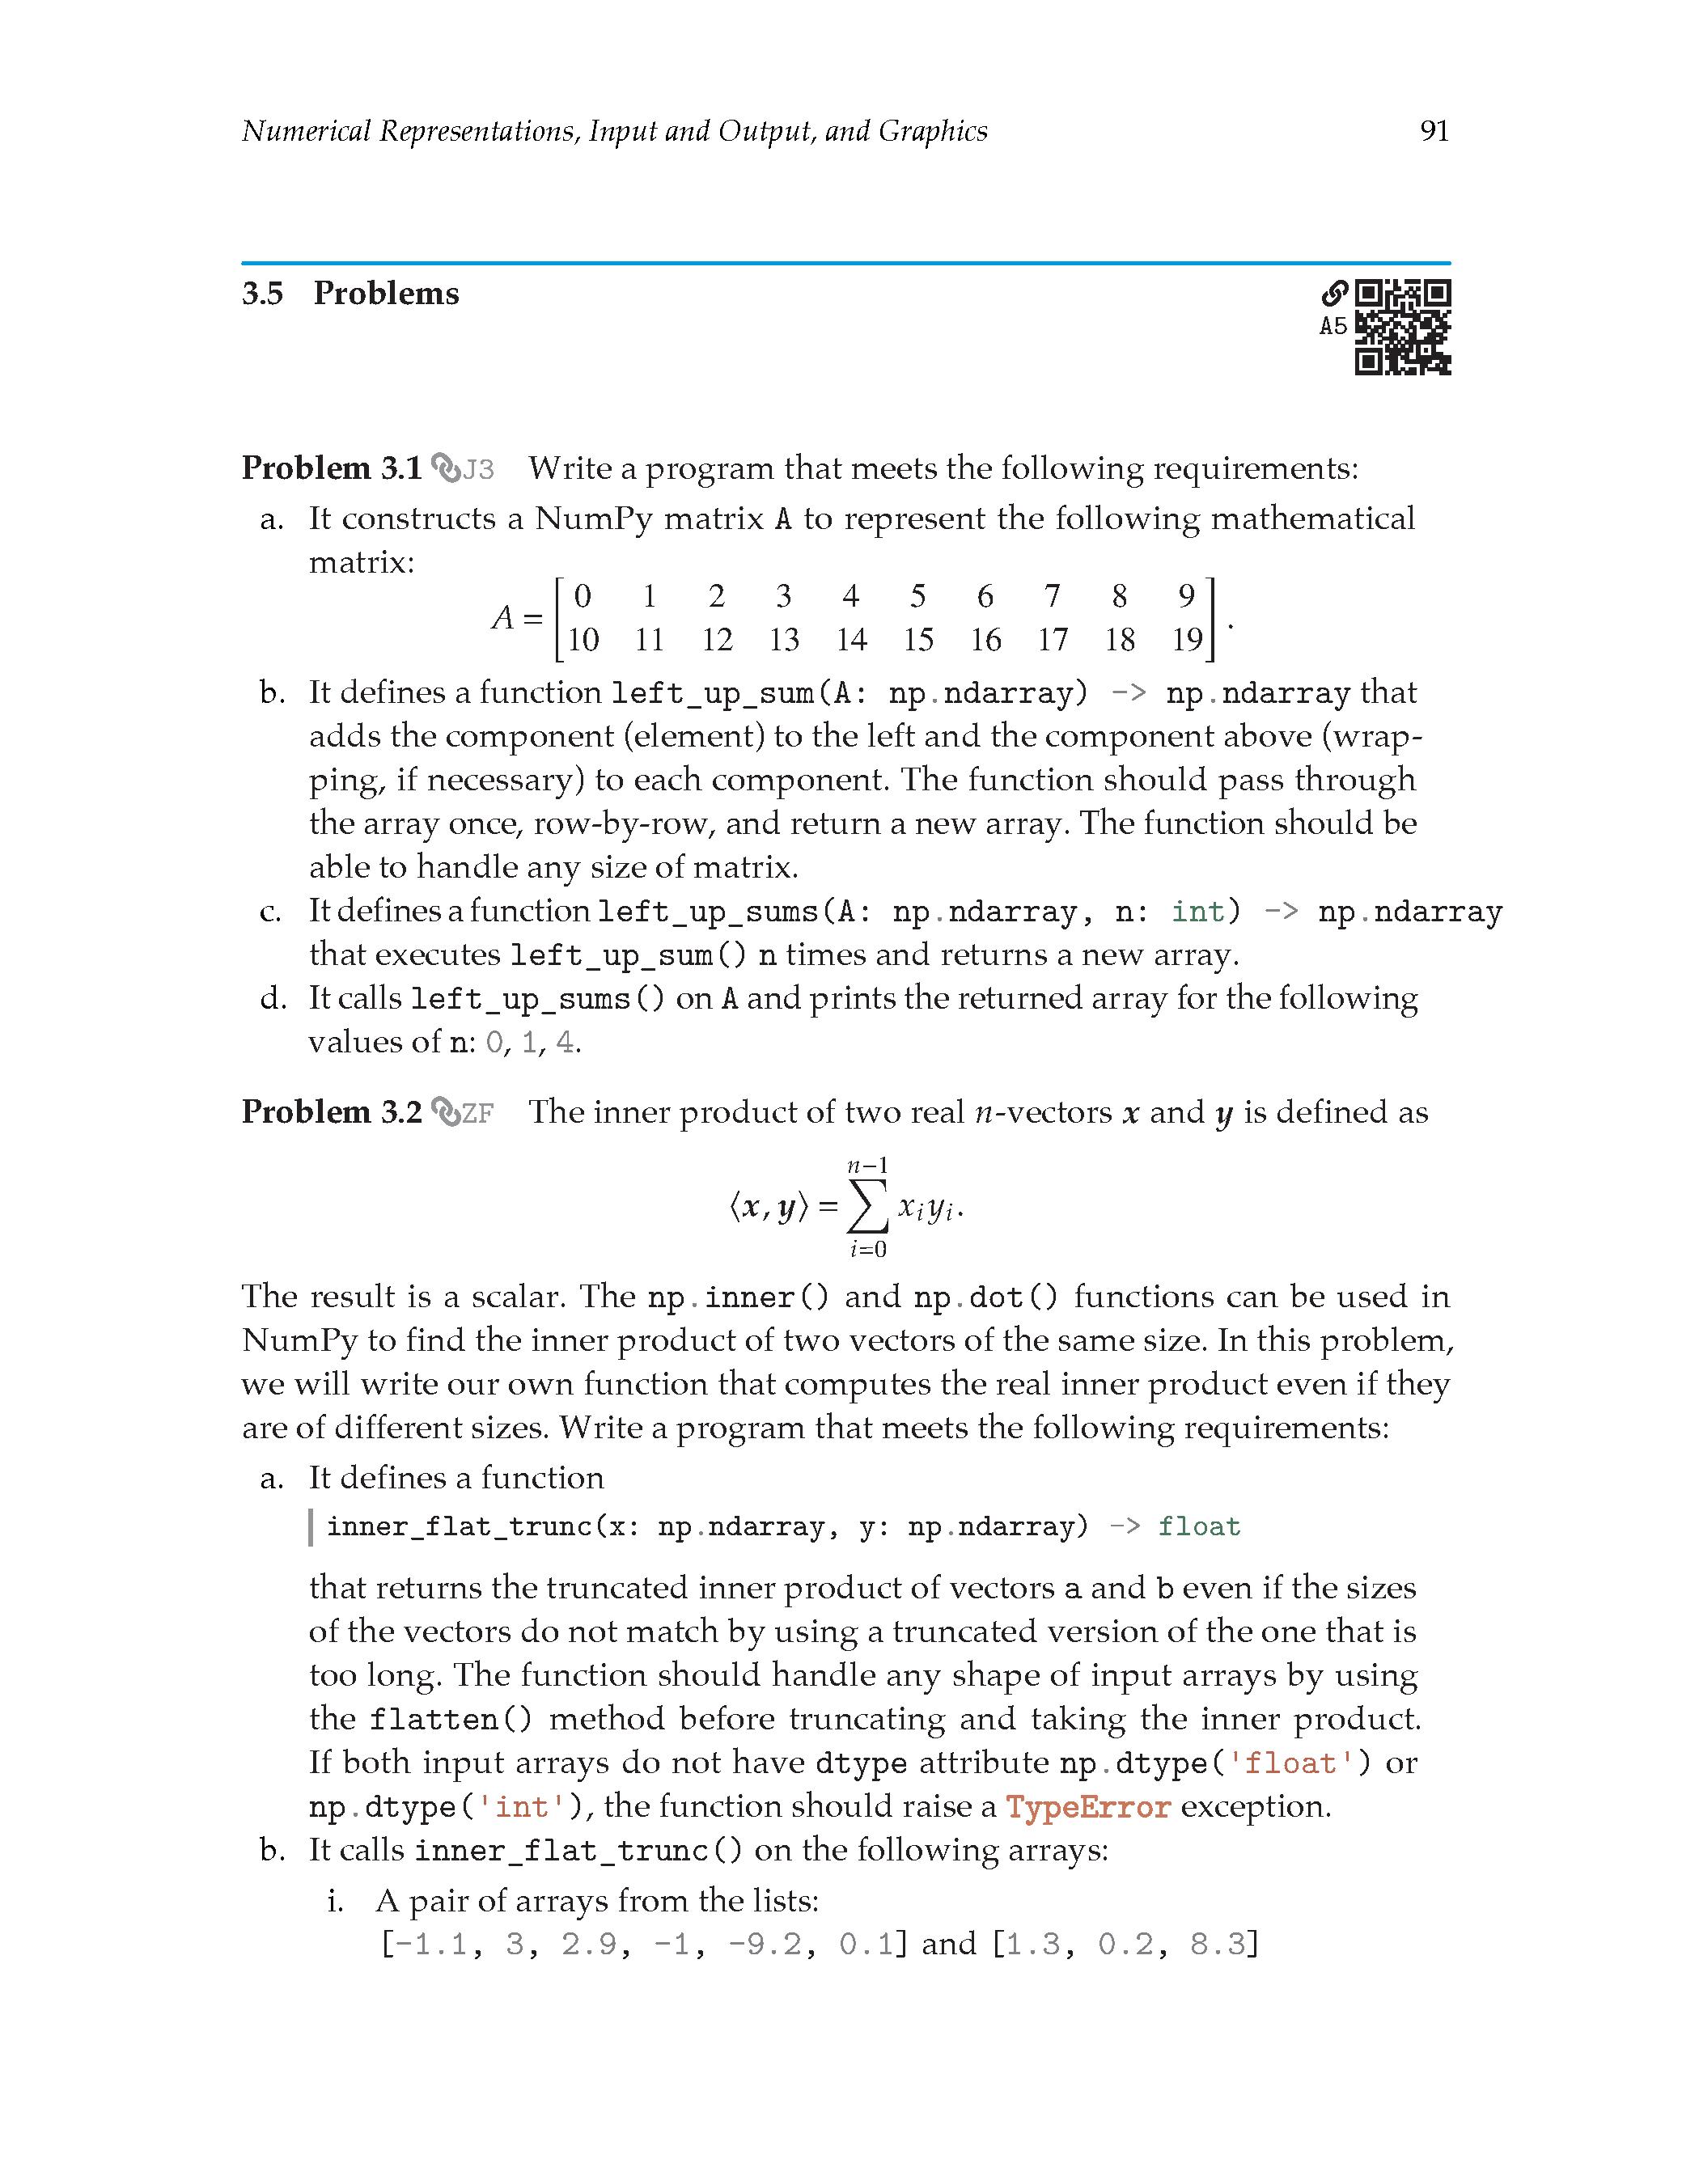 Numerical Representations, Input and Output, and Graphics 91
3.5 Problems
A5
Problem 3.1 J3 Write a program that meets the following requirements:
a. It constructs a NumPy matrix A to represent the following mathematical
matrix:
A = [ 0 1 2 3 4 5 6 7 8 9
10 11 12 13 14 15 16 17 18 19 ] .
b. It defines a function left_up_sum(A: np.ndarray) -> np.ndarray that
adds the component (element) to the left and the component above (wrap-
ping, if necessary) to each component. The function should pass through
the array once, row-by-row, and return a new array. The function should be
able to handle any size of matrix.
c. It defines a function left_up_sums(A: np.ndarray, n: int) -> np.ndarray
that executes left_up_sum() n times and returns a new array.
d. It calls left_up_sums() on A and prints the returned array for the following
values of n: 0, 1, 4.
Problem 3.2 ZF The inner product of two real n-vectors x and y is defined as
n−1
⟨x, y⟩ = ∑ xᵢyᵢ.
i=0
The result is a scalar. The np.inner() and np.dot() functions can be used in
NumPy to find the inner product of two vectors of the same size. In this problem,
we will write our own function that computes the real inner product even if they
are of different sizes. Write a program that meets the following requirements:
a. It defines a function
inner_flat_trunc(x: np.ndarray, y: np.ndarray) -> float
that returns the truncated inner product of vectors a and b even if the sizes
of the vectors do not match by using a truncated version of the one that is
too long. The function should handle any shape of input arrays by using
the flatten() method before truncating and taking the inner product.
If both input arrays do not have dtype attribute np.dtype('float') or
np.dtype('int'), the function should raise a TypeError exception.
b. It calls inner_flat_trunc() on the following arrays:
i. A pair of arrays from the lists:
[-1.1, 3, 2.9, -1, -9.2, 0.1] and [1.3, 0.2, 8.3]